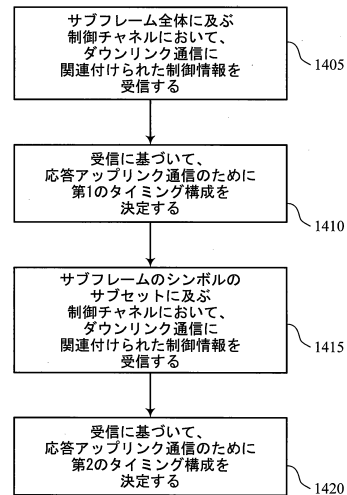 サブフレーム全体に及ぶ
制御チャネルにおいて、
ダウンリンク通信に
関連付けられた制御情報を
受信する
1405
受信に基づいて、
応答アップリンク通信のために
第1のタイミング構成を
決定する
1410
サブフレームのシンボルの
サブセットに及ぶ
制御チャネルにおいて、
ダウンリンク通信に
関連付けられた制御情報を
受信する
1415
受信に基づいて、
応答アップリンク通信のために
第2のタイミング構成を
決定する
1420